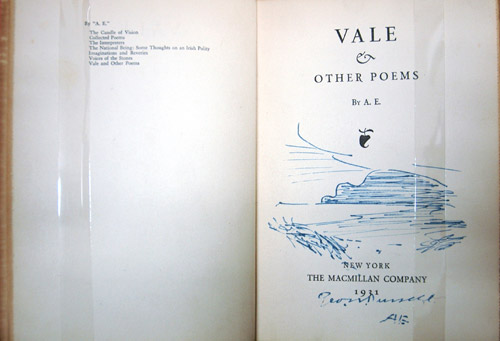 By "A. E."
The Candle of Vision
Collected Poems
The Interpreters
The National Being: Some Thoughts on an Irish Polity
Imaginations and Reveries
Voices of the Stones
Vale and Other Poems
VALE
&
OTHER POEMS
By A. E.
NEW YORK
THE MACMILLAN COMPANY
1931
Geo W Russell
AE